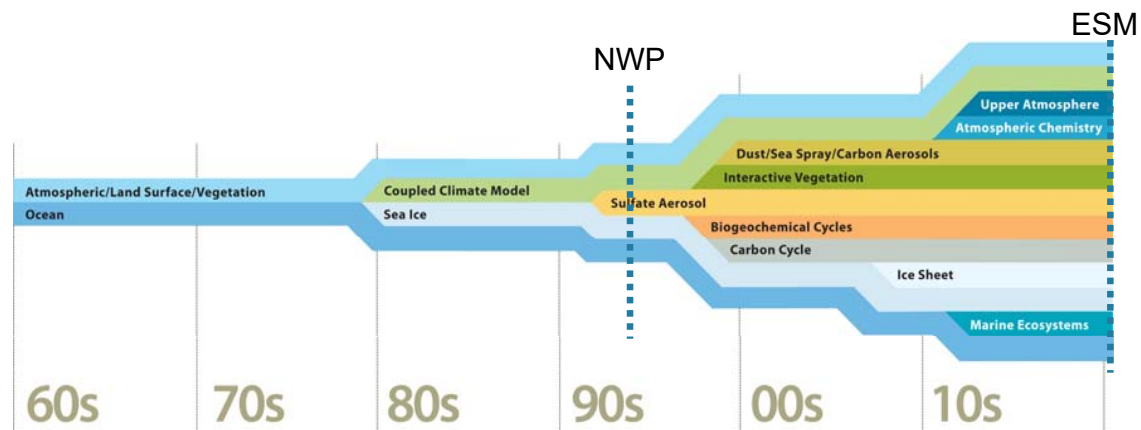 ESM
NWP
Upper Atmosphere
Atmospheric Chemistry
Dust/Sea Spray/Carbon Aerosols
Interactive Vegetation
Atmospheric/Land Surface/Vegetation
Coupled Climate Model
Sulfate Aerosol
Ocean
Sea Ice
Biogeochemical Cycles
Carbon Cycle
Ice Sheet
Marine Ecosystems
60s 70s 80s 90s 00s 10s